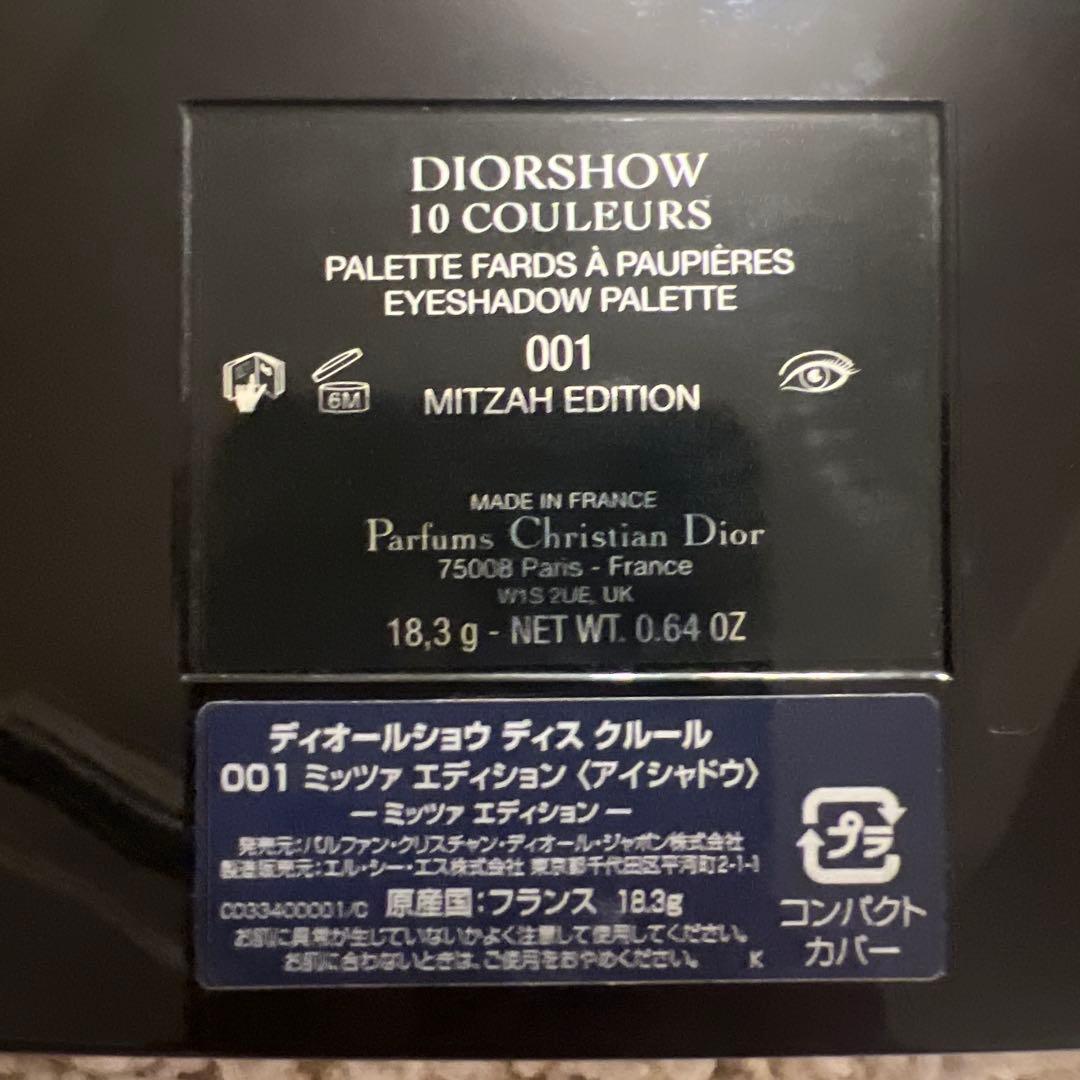 DIORSHOW
10 COULEURS
PALETTE FARDS À PAUPIÈRES
EYESHADOW PALETTE
001
6M
MITZAH EDITION
MADE IN FRANCE
Parfums Christian Dior
75008 Paris - France
W1S 2UE, UK
18,3 g - NET WT. 0.64 OZ
ディオールショウ ディス クルール
001 ミッツァ エディション〈アイシャドウ〉
ー ミッツァ エディション ー
発売元：パルファン・クリスチャン・ディオール・ジャポン株式会社
製造販売元：エル・シー・エス株式会社 東京都千代田区平河町2-1-1
原産国：フランス 18.3g
お肌に異常が生じていないかよく注意して使用してください。
お肌に合わないときは、ご使用をおやめください。 K
プラ
コンパクト
カバー